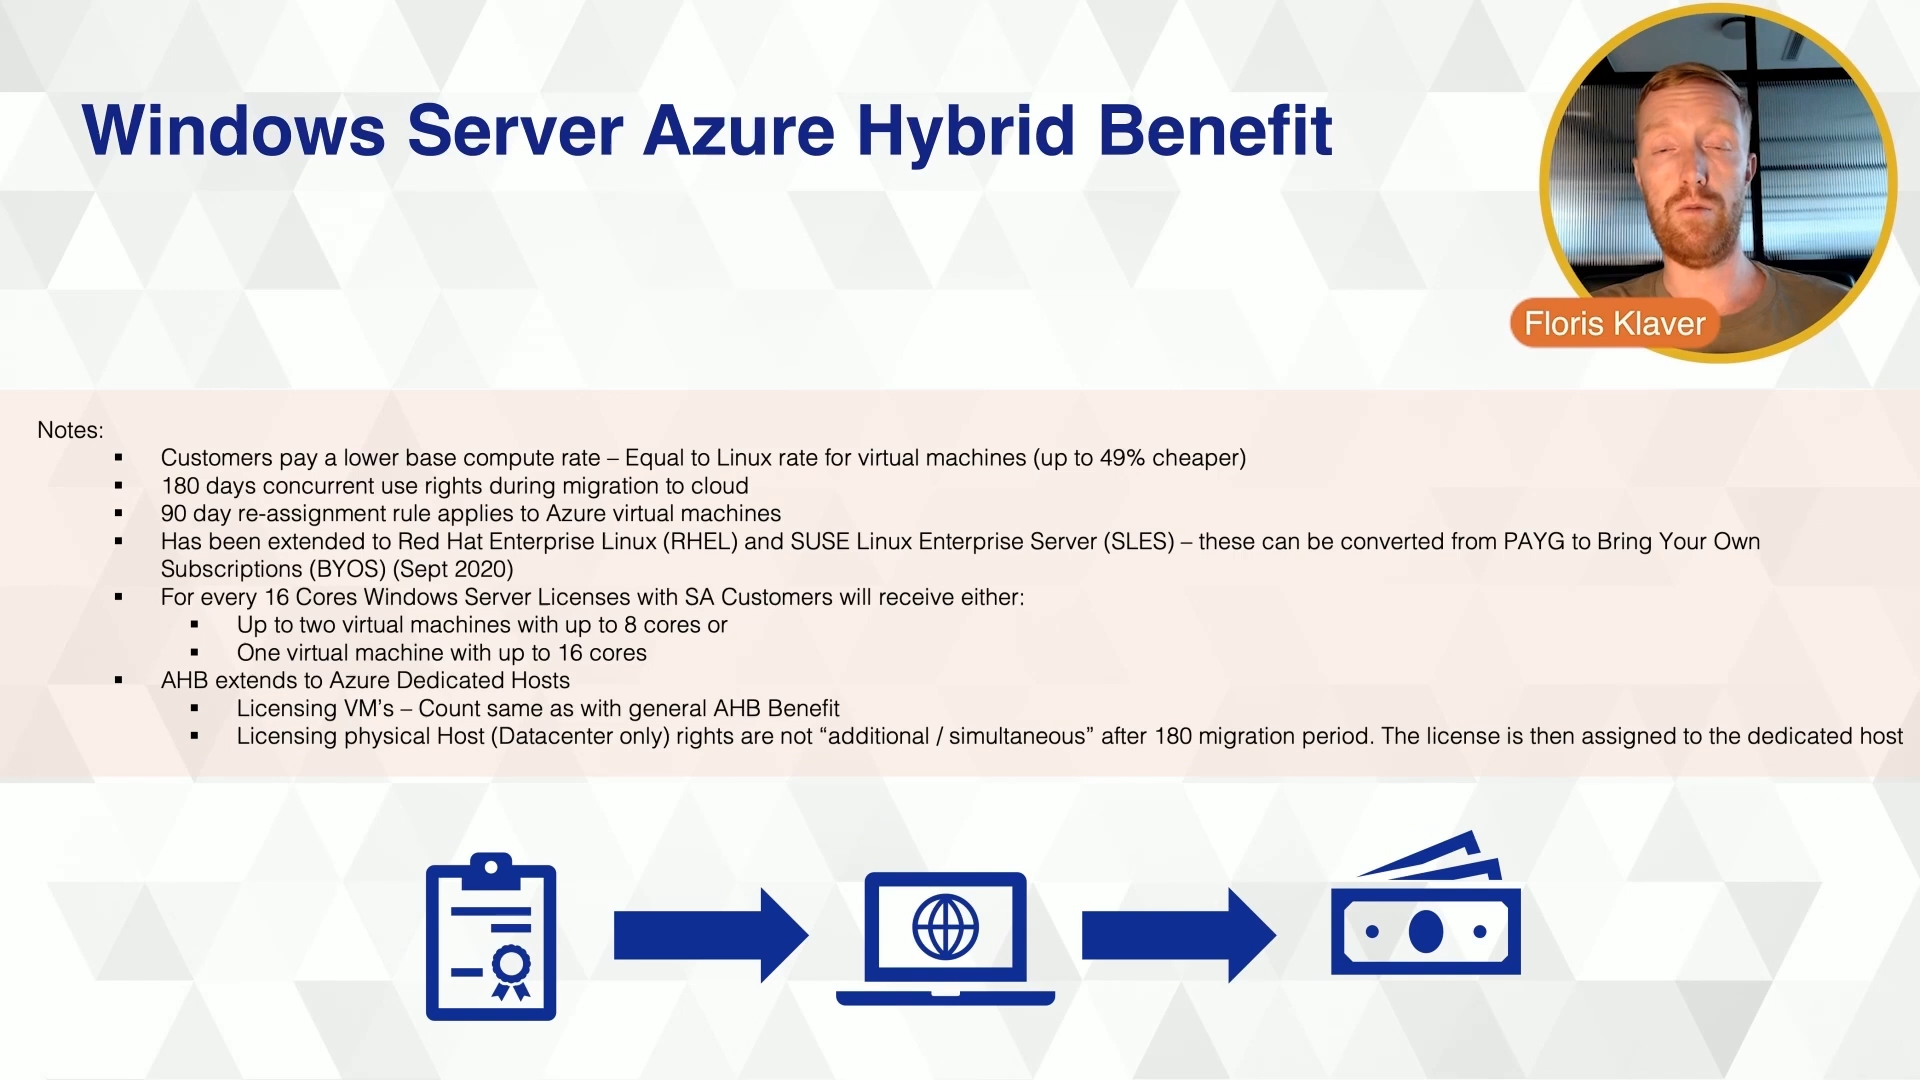 Windows Server Azure Hybrid Benefit
Floris Klaver
Notes:
▪ Customers pay a lower base compute rate – Equal to Linux rate for virtual machines (up to 49% cheaper)
▪ 180 days concurrent use rights during migration to cloud
▪ 90 day re-assignment rule applies to Azure virtual machines
▪ Has been extended to Red Hat Enterprise Linux (RHEL) and SUSE Linux Enterprise Server (SLES) – these can be converted from PAYG to Bring Your Own
Subscriptions (BYOS) (Sept 2020)
▪ For every 16 Cores Windows Server Licenses with SA Customers will receive either:
▪ Up to two virtual machines with up to 8 cores or
▪ One virtual machine with up to 16 cores
▪ AHB extends to Azure Dedicated Hosts
▪ Licensing VM's – Count same as with general AHB Benefit
▪ Licensing physical Host (Datacenter only) rights are not “additional / simultaneous” after 180 migration period. The license is then assigned to the dedicated host